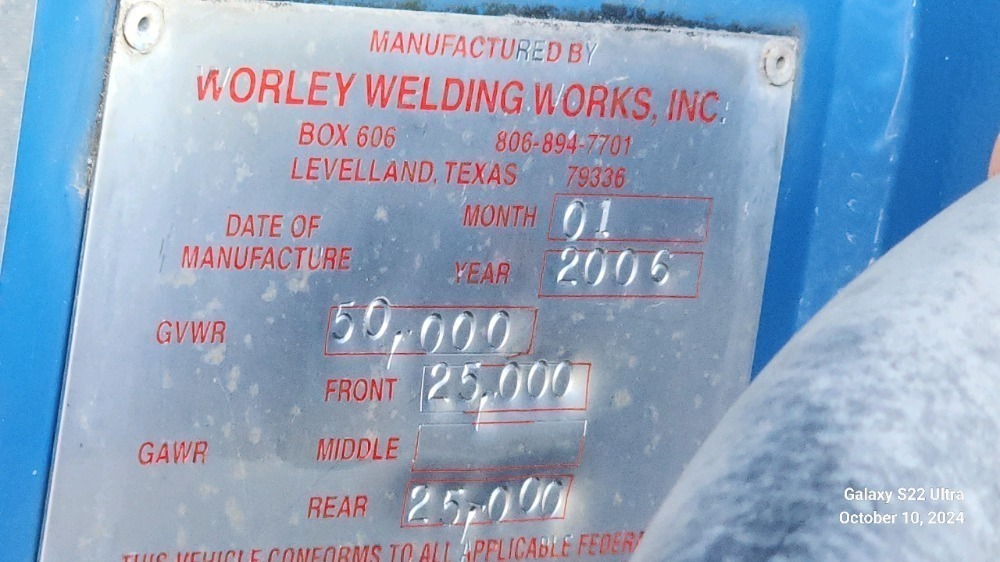 MANUFACTURED BY
WORLEY WELDING WORKS, INC.
BOX 606 806-894-7701
LEVELLAND, TEXAS 79336
DATE OF MANUFACTURE
MONTH 01
YEAR 2006
GVWR 50,000
FRONT 25,000
GAWR MIDDLE
REAR 25,000
THIS VEHICLE CONFORMS TO ALL APPLICABLE
Galaxy S22 Ultra
October 10, 2024